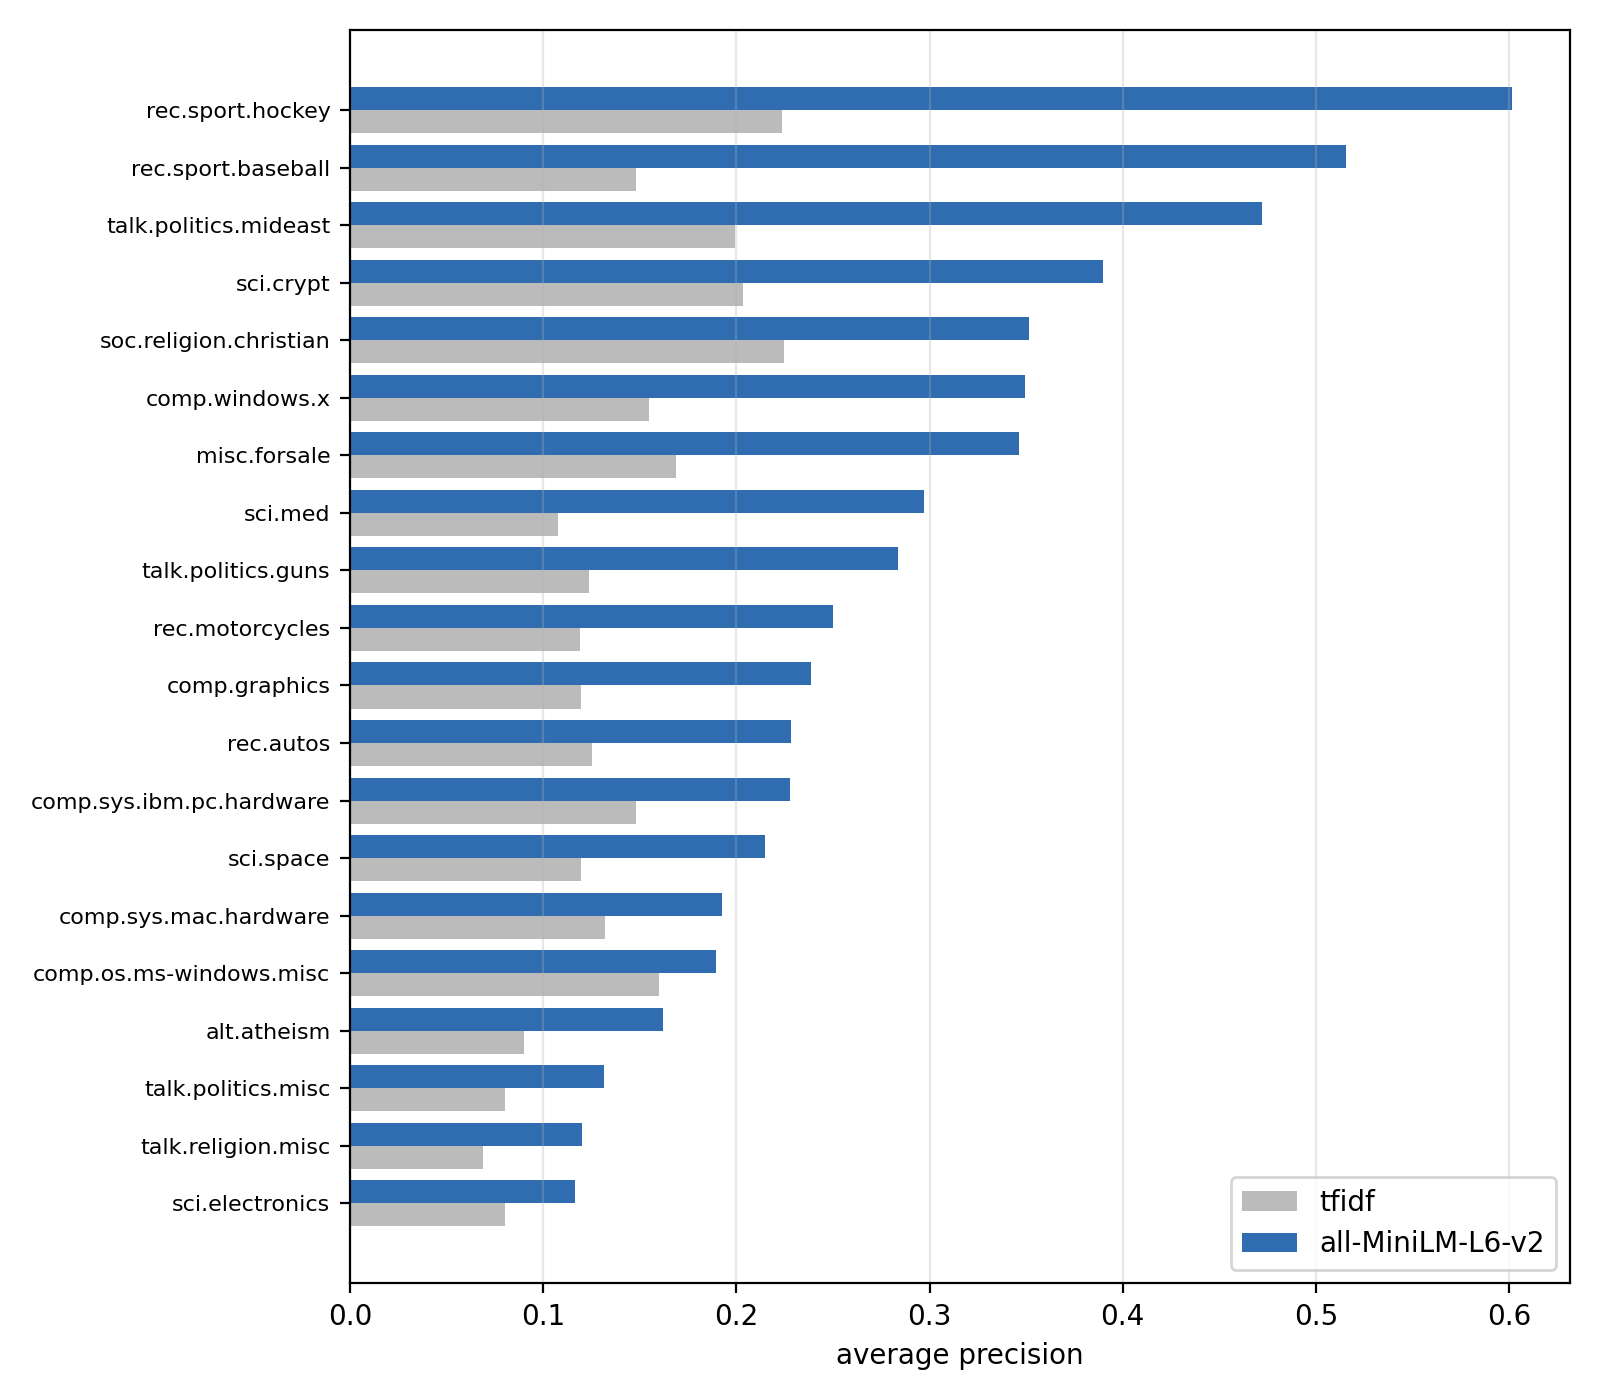 rec.sport.hockey
rec.sport.baseball
talk.politics.mideast
sci.crypt
soc.religion.christian
comp.windows.x
misc.forsale
sci.med
talk.politics.guns
rec.motorcycles
comp.graphics
rec.autos
comp.sys.ibm.pc.hardware
sci.space
comp.sys.mac.hardware
comp.os.ms-windows.misc
alt.atheism
talk.politics.misc
talk.religion.misc
sci.electronics
tfidf
all-MiniLM-L6-v2
0.0 0.1 0.2 0.3 0.4 0.5 0.6
average precision